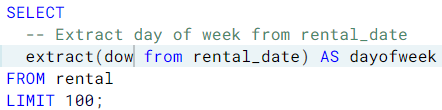 SELECT
  -- Extract day of week from rental_date
  extract(dow from rental_date) AS dayofweek
FROM rental
LIMIT 100;